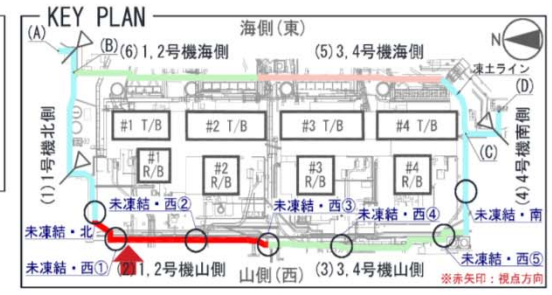 KEY PLAN
海側(東)
N
(A)
(B)
(6)1,2号機海側
(5)3,4号機海側
凍土ライン
(D)
#1 T/B
#2 T/B
#3 T/B
#4 T/B
(C)
(1)1号機北側
(4)4号機南側
#1
R/B
#2
R/B
#3
R/B
#4
R/B
未凍結・西②
未凍結・西③
未凍結・西④
未凍結・南
未凍結・北
未凍結・西①
(2)1,2号機山側
山側(西)
(3)3,4号機山側
未凍結・西⑤
※赤矢印：視点方向